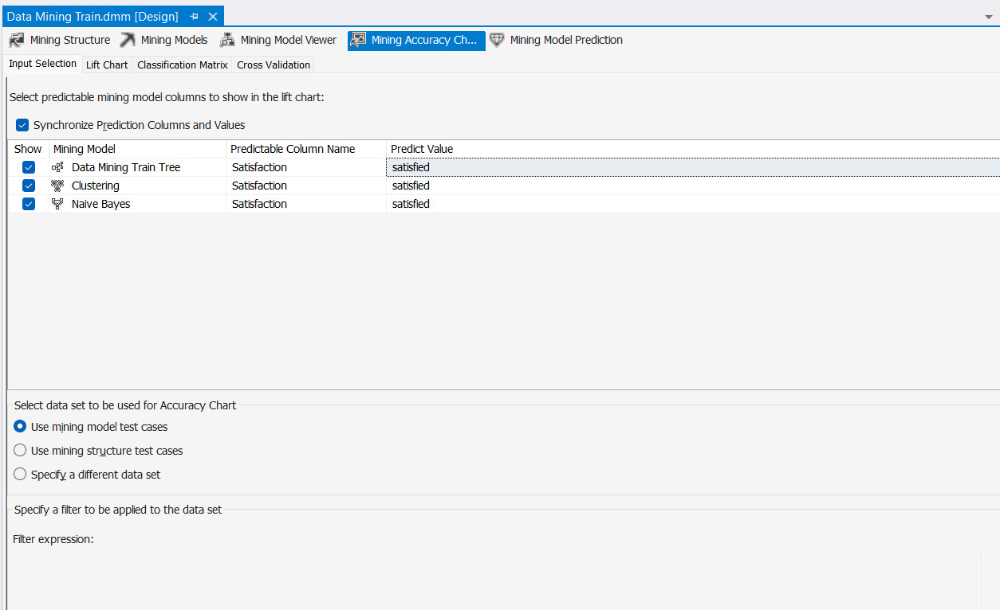 Data Mining Train.dmm [Design]
Mining Structure Mining Models Mining Model Viewer Mining Accuracy Ch... Mining Model Prediction
Input Selection Lift Chart Classification Matrix Cross Validation
Select predictable mining model columns to show in the lift chart:
Synchronize Prediction Columns and Values
Show Mining Model Predictable Column Name Predict Value
Data Mining Train Tree Satisfaction satisfied
Clustering Satisfaction satisfied
Naive Bayes Satisfaction satisfied
Select data set to be used for Accuracy Chart
Use mining model test cases
Use mining structure test cases
Specify a different data set
Specify a filter to be applied to the data set
Filter expression: